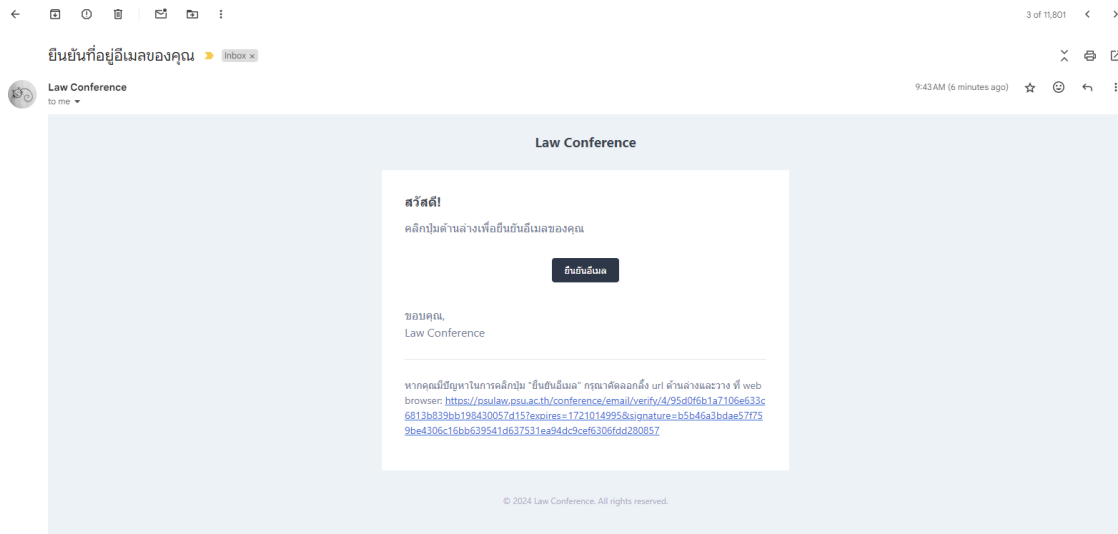 3 of 11,801
ยืนยันที่อยู่อีเมลของคุณ Inbox ×
Law Conference
9:43 AM (6 minutes ago)
to me
Law Conference
สวัสดี!
คลิกปุ่มด้านล่างเพื่อยืนยันอีเมลของคุณ
ยืนยันอีเมล
ขอบคุณ,
Law Conference
หากคุณมีปัญหาในการคลิกปุ่ม "ยืนยันอีเมล" กรุณาคัดลอกลิ้ง url ด้านล่างและวาง ที่ web
browser: https://psulaw.psu.ac.th/conference/email/verify/4/95d0f6b1a7106e633c
6813b839bb198430057d15?expires=1721014995&signature=b5b46a3bdae57f75
9be4306c16bb639541d637531ea94dc9cef6306fdd280857
© 2024 Law Conference. All rights reserved.